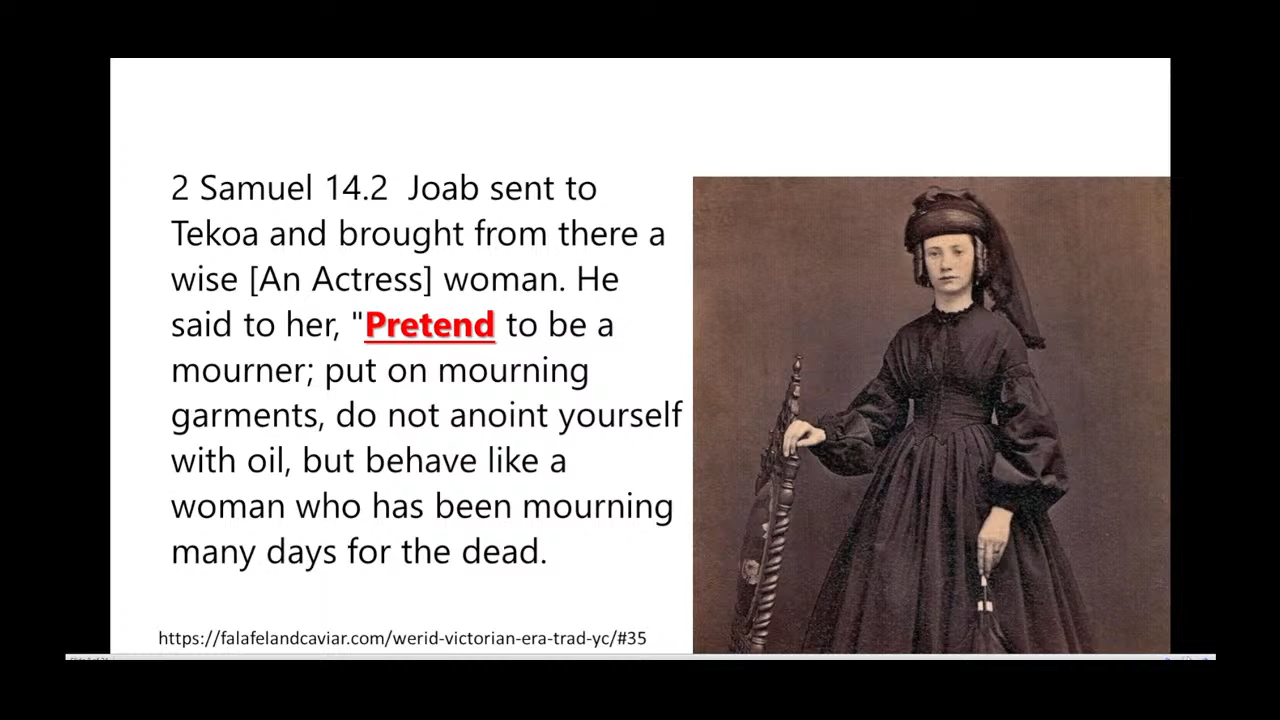 2 Samuel 14.2  Joab sent to
Tekoa and brought from there a
wise [An Actress] woman. He
said to her, "Pretend to be a
mourner; put on mourning
garments, do not anoint yourself
with oil, but behave like a
woman who has been mourning
many days for the dead.
https://falafelandcaviar.com/werid-victorian-era-trad-yc/#35